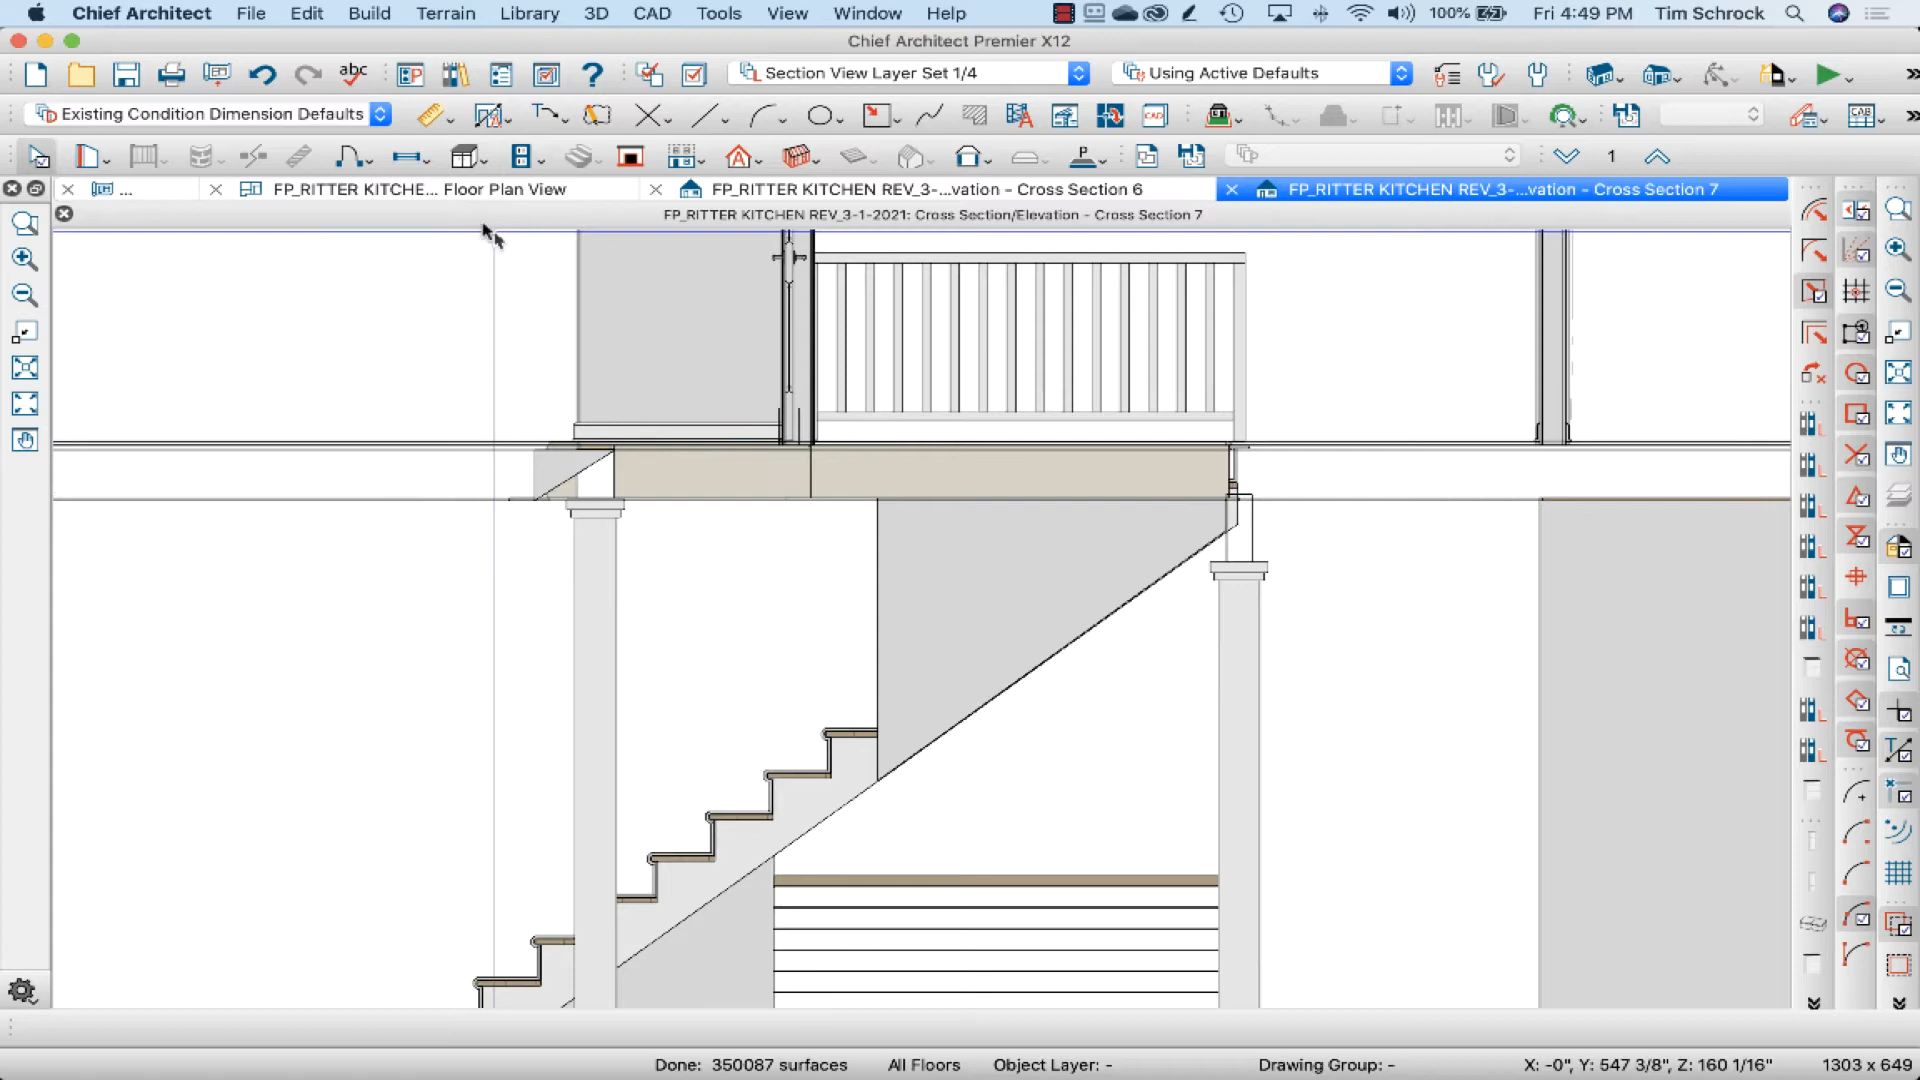 Chief Architect File Edit Build Terrain Library 3D CAD Tools View Window Help 100% Fri 4:49 PM Tim Schrock
Chief Architect Premier X12
abc Section View Layer Set 1/4 Using Active Defaults
Existing Condition Dimension Defaults CAD CAB
P 1
... FP_RITTER KITCHE... Floor Plan View FP_RITTER KITCHEN REV_3-...vation - Cross Section 6 FP_RITTER KITCHEN REV_3-...vation - Cross Section 7
FP_RITTER KITCHEN REV_3-1-2021: Cross Section/Elevation - Cross Section 7
Done: 350087 surfaces All Floors Object Layer: - Drawing Group: - X: -0", Y: 547 3/8", Z: 160 1/16" 1303 x 649